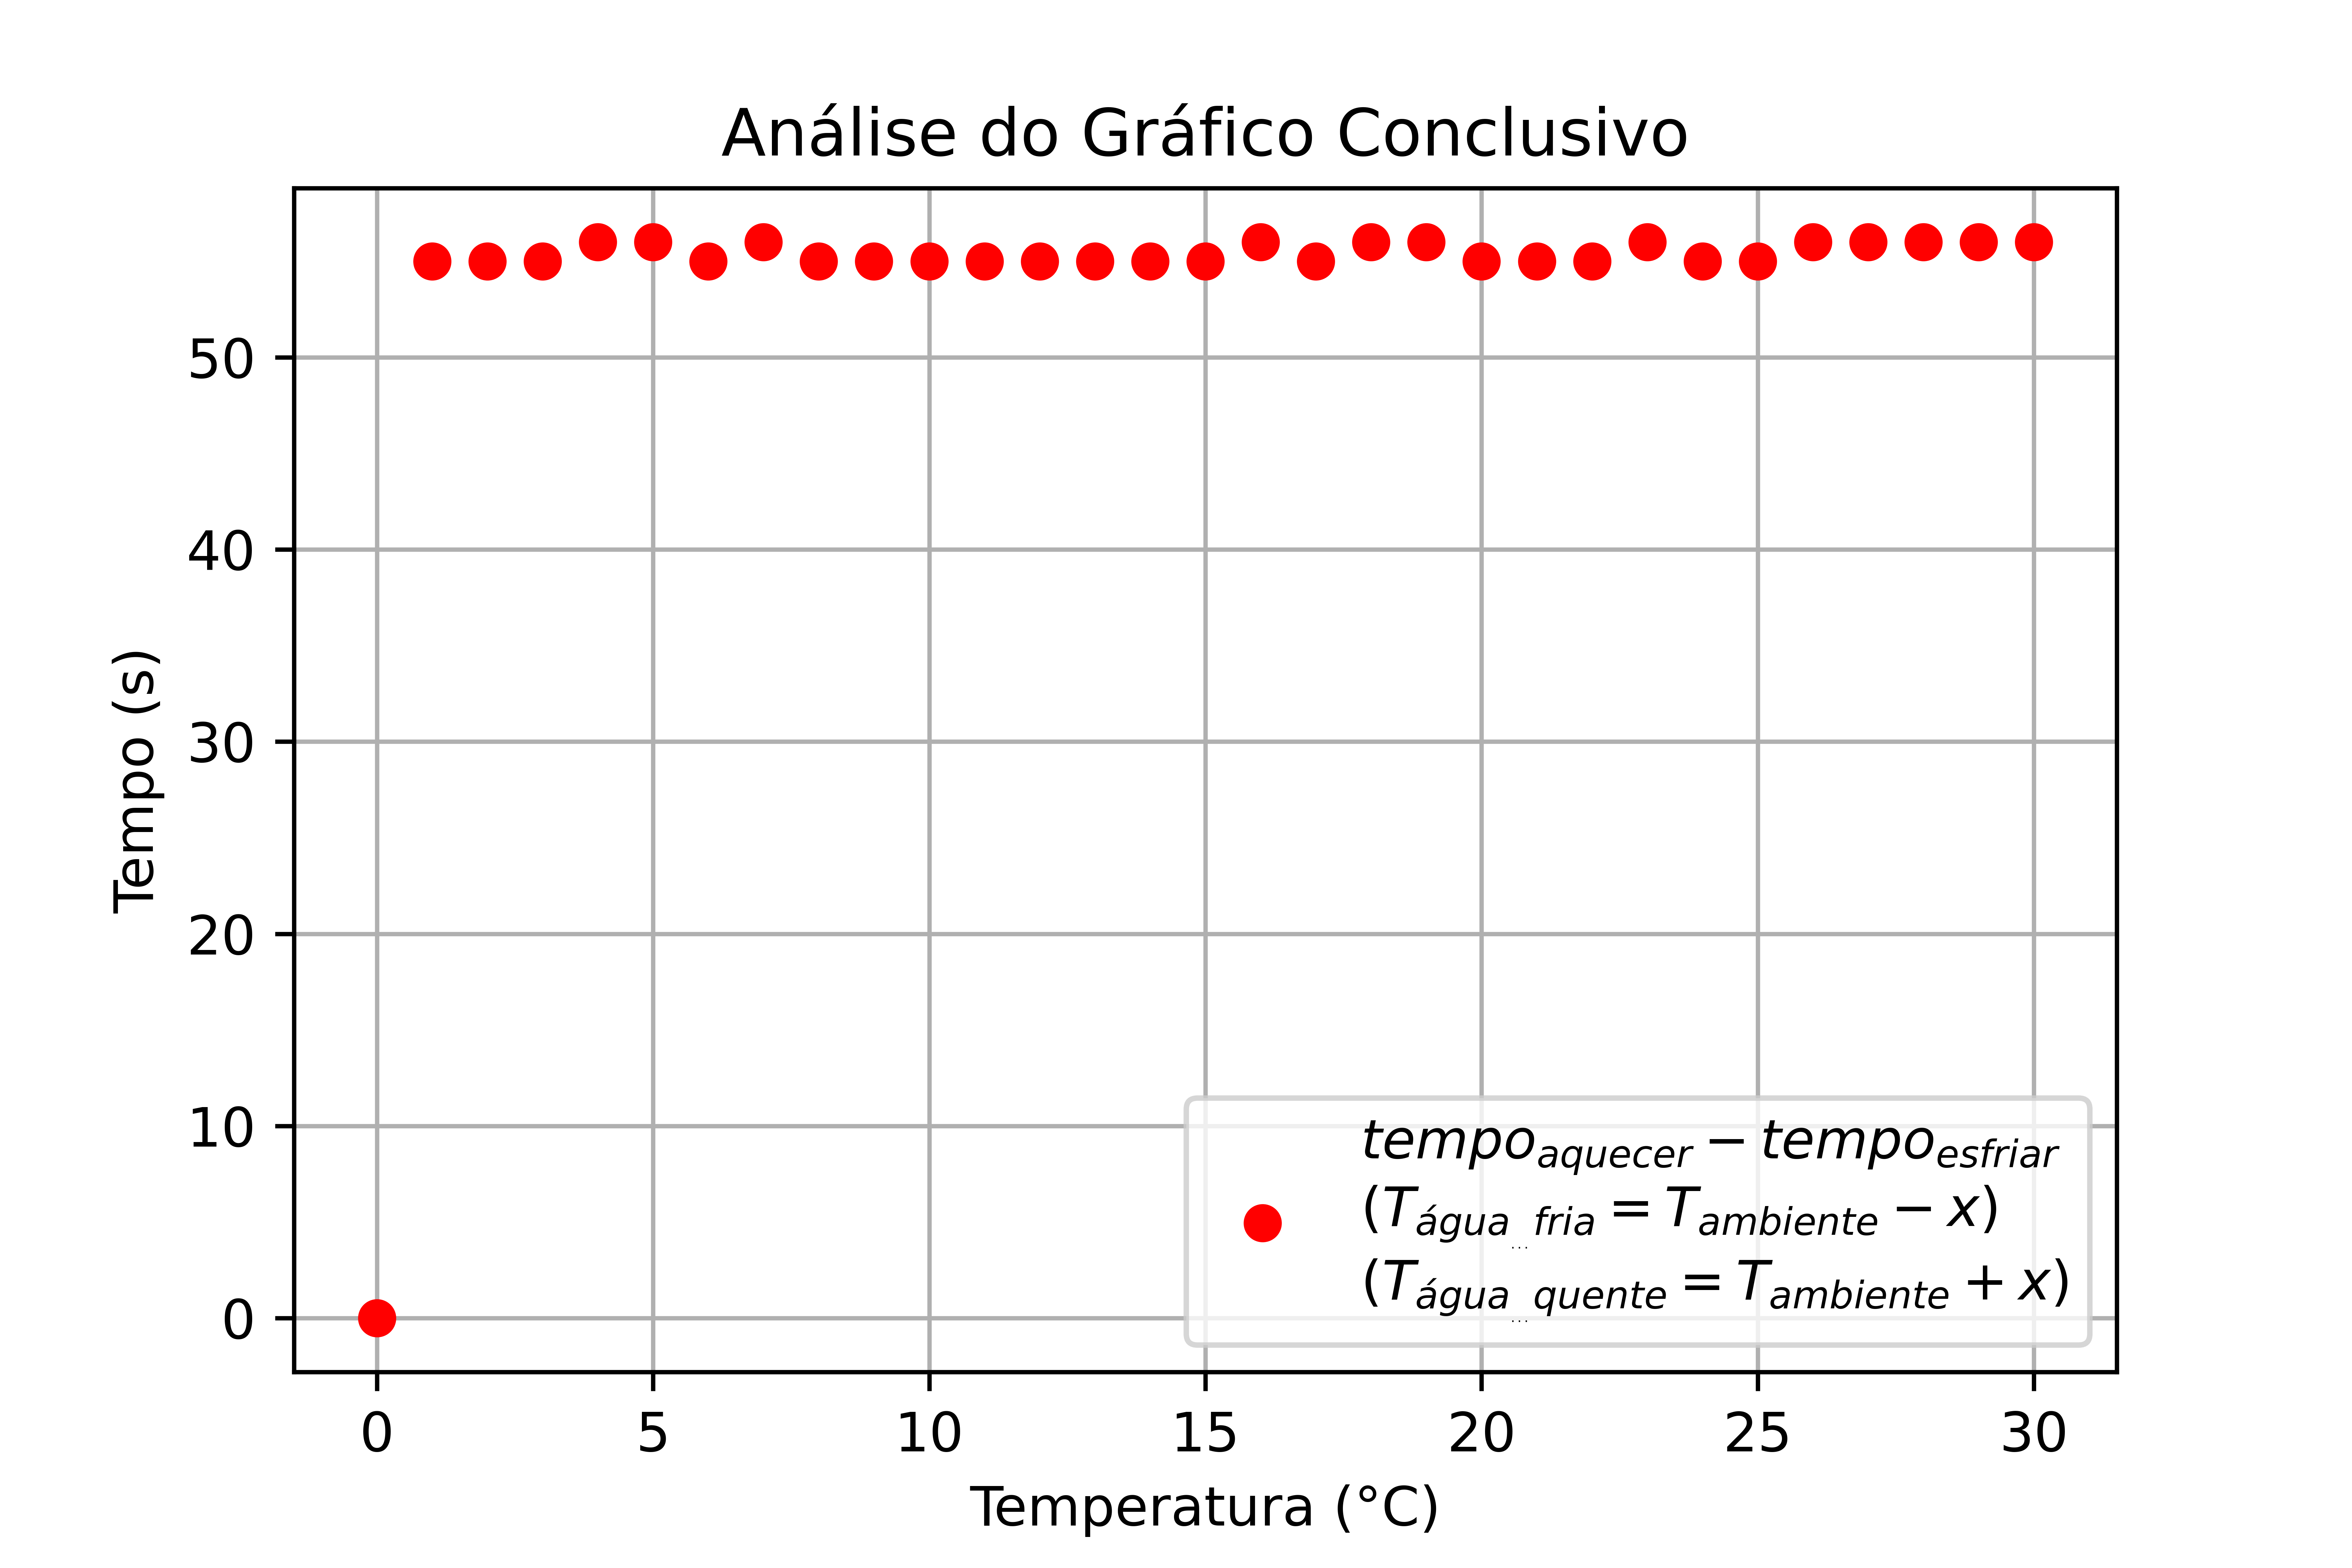 Análise do Gráfico Conclusivo
Tempo (s)
50
40
30
20
10
0
tempo_aquecer − tempo_esfriar
(T_água_fria = T_ambiente − x)
(T_água_quente = T_ambiente + x)
0 5 10 15 20 25 30
Temperatura (°C)